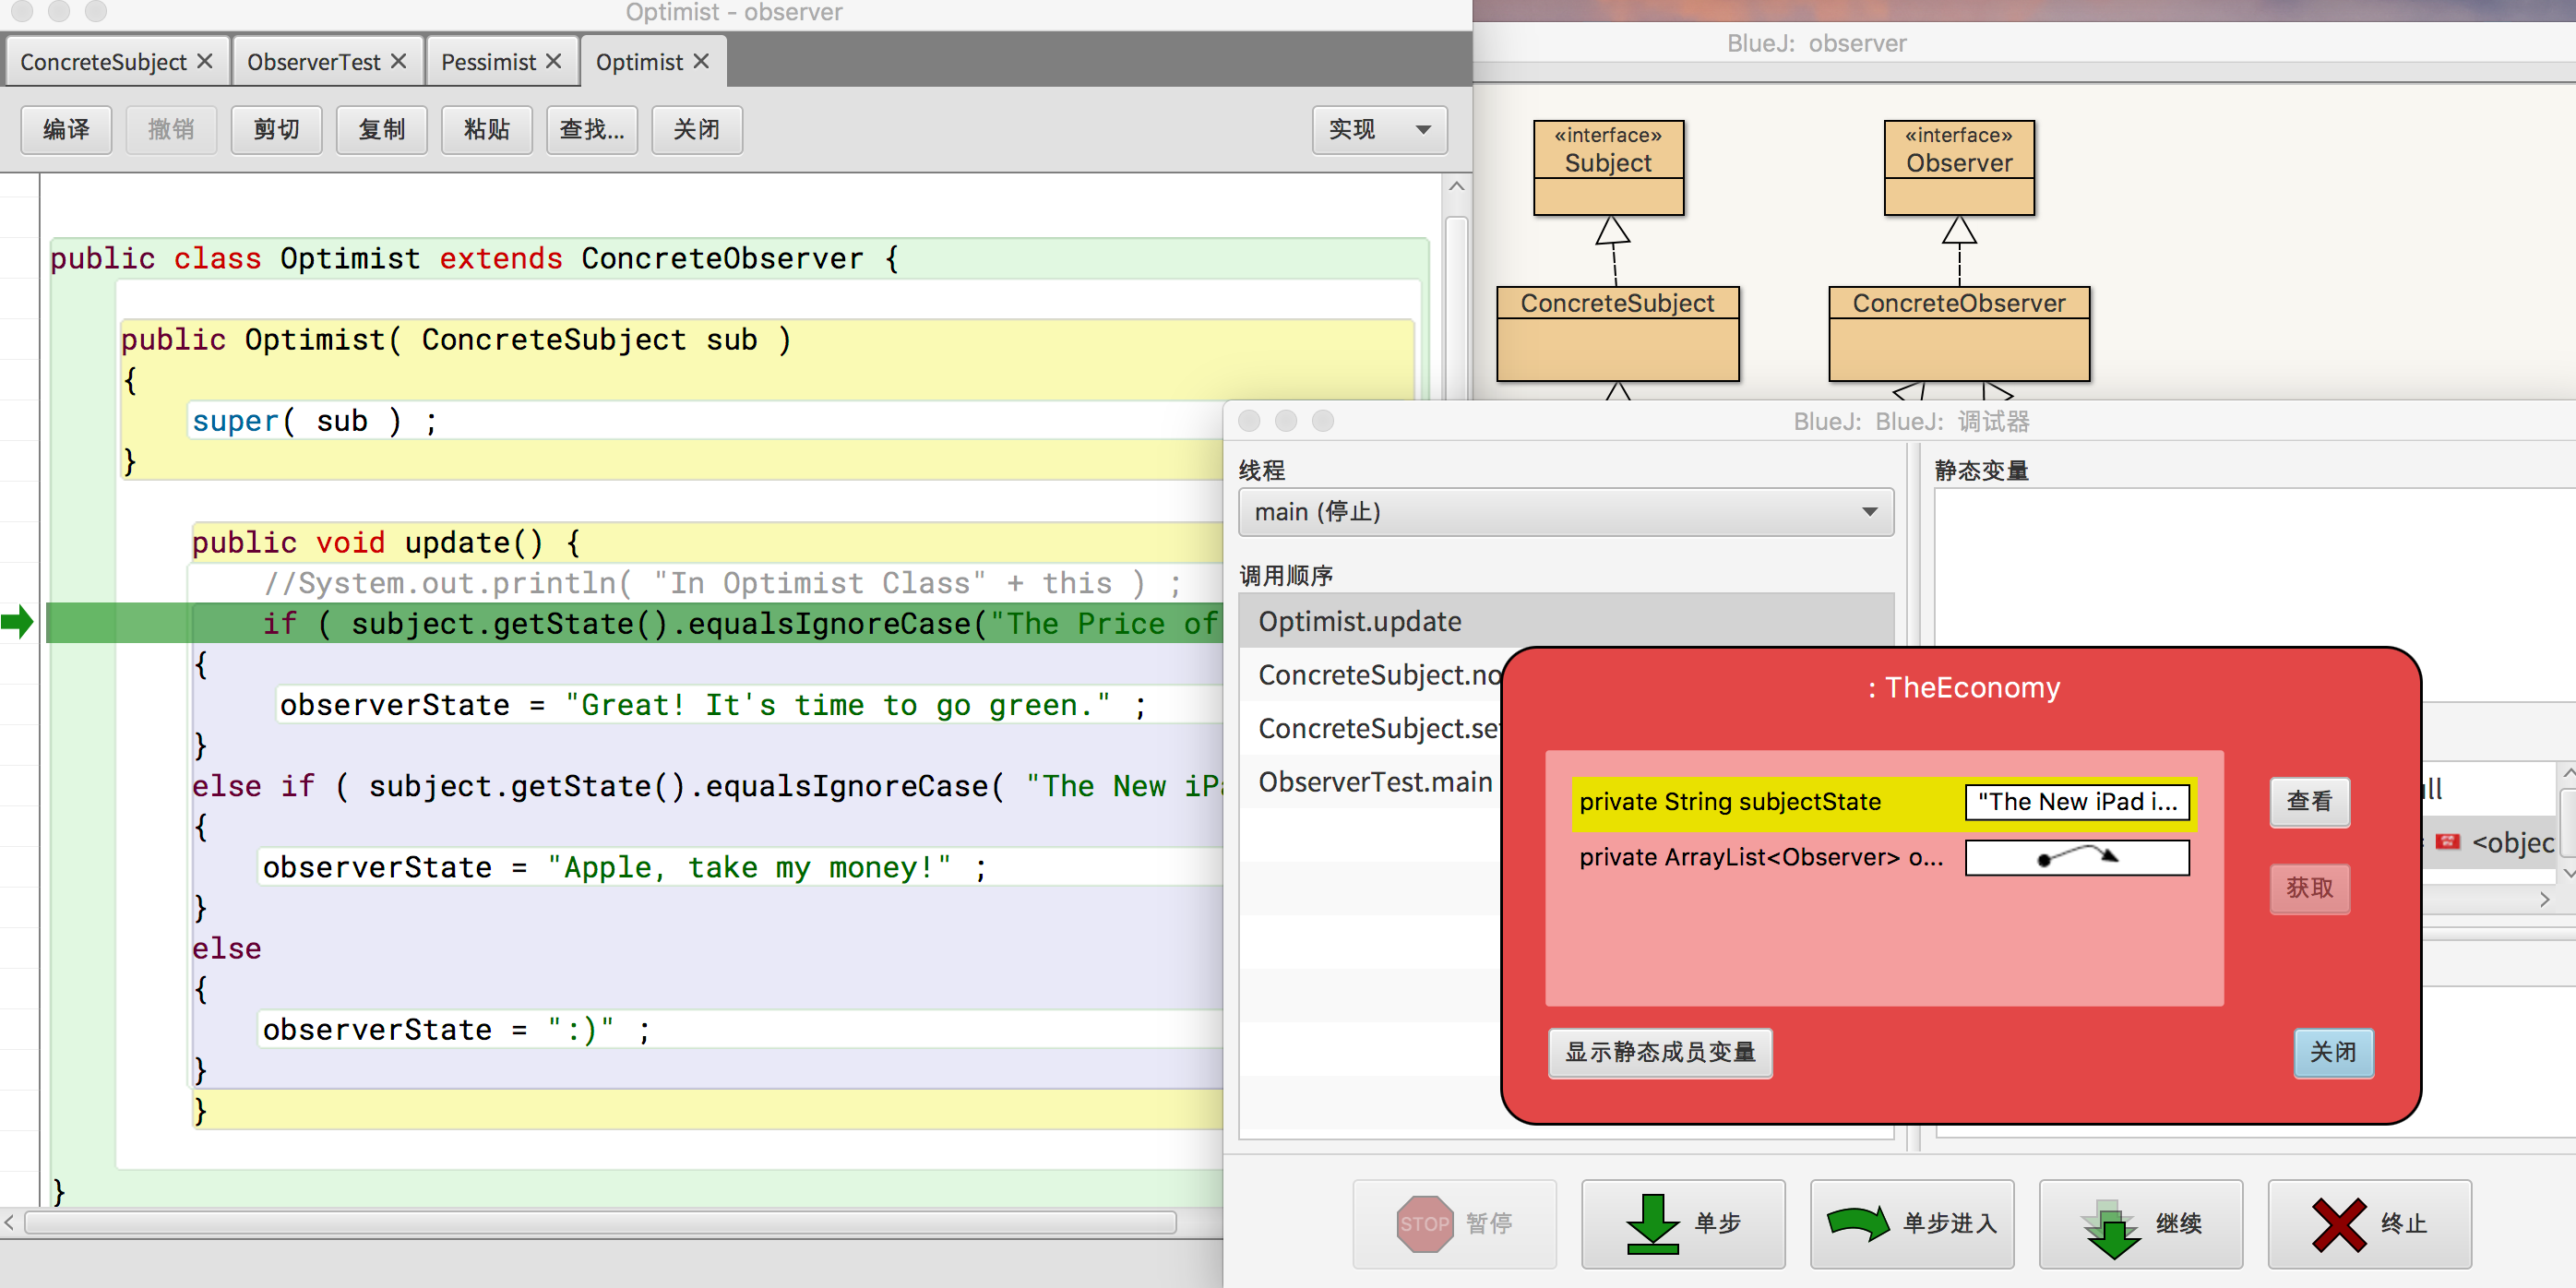 Optimist - observer
ConcreteSubject
ObserverTest
Pessimist
Optimist
编译
撤销
剪切
复制
粘贴
查找...
关闭
实现
public class Optimist extends ConcreteObserver {
public Optimist( ConcreteSubject sub )
{
super( sub ) ;
}
public void update() {
//System.out.println( "In Optimist Class" + this ) ;
if ( subject.getState().equalsIgnoreCase("The Price of
{
observerState = "Great! It's time to go green." ;
}
else if ( subject.getState().equalsIgnoreCase( "The New iPa
{
observerState = "Apple, take my money!" ;
}
else
{
observerState = ":)" ;
}
}
}
BlueJ: observer
«interface»
Subject
«interface»
Observer
ConcreteSubject
ConcreteObserver
BlueJ: BlueJ: 调试器
线程
main (停止)
调用顺序
Optimist.update
ConcreteSubject.no
ConcreteSubject.se
ObserverTest.main
静态变量
: TheEconomy
private String subjectState
"The New iPad i...
private ArrayList<Observer> o...
查看
获取
显示静态成员变量
关闭
ll
<objec
STOP 暂停
单步
单步进入
继续
终止